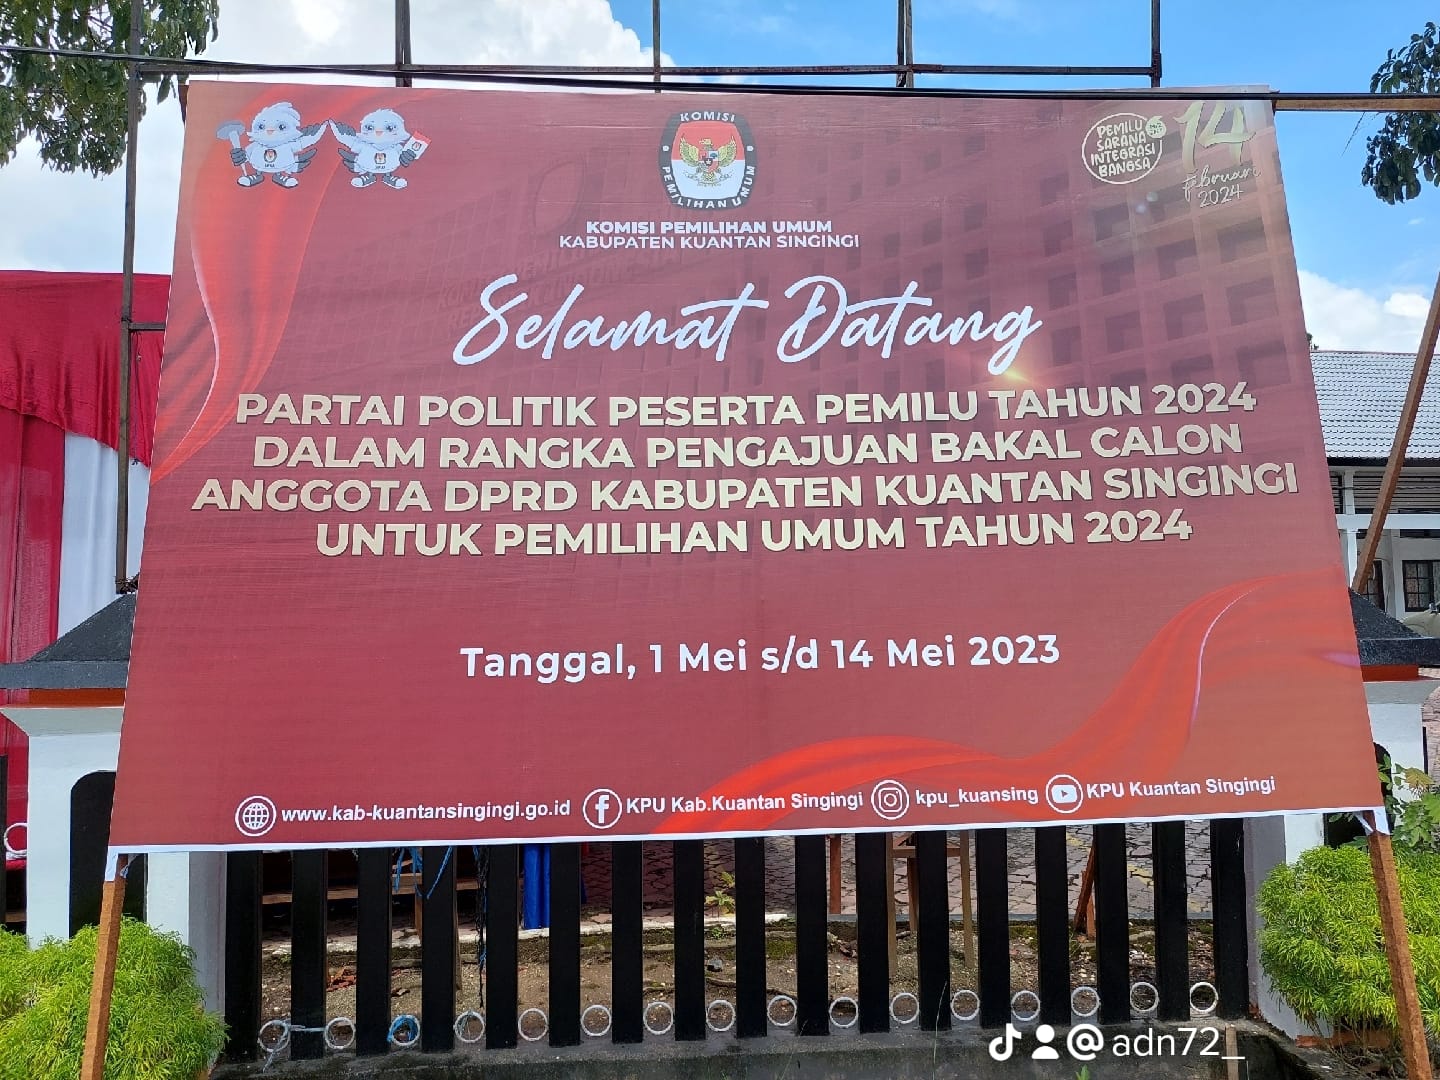 KOMISI
PEMILIHAN UMUM
PEMILU
SARANA
INTEGRASI
BANGSA
14
Februari
2024
KOMISI PEMILIHAN UMUM
KABUPATEN KUANTAN SINGINGI
Selamat Datang
PARTAI POLITIK PESERTA PEMILU TAHUN 2024
DALAM RANGKA PENGAJUAN BAKAL CALON
ANGGOTA DPRD KABUPATEN KUANTAN SINGINGI
UNTUK PEMILIHAN UMUM TAHUN 2024
Tanggal, 1 Mei s/d 14 Mei 2023
www.kab-kuantansingingi.go.id KPU Kab.Kuantan Singingi kpu_kuansing KPU Kuantan Singingi
@adn72_